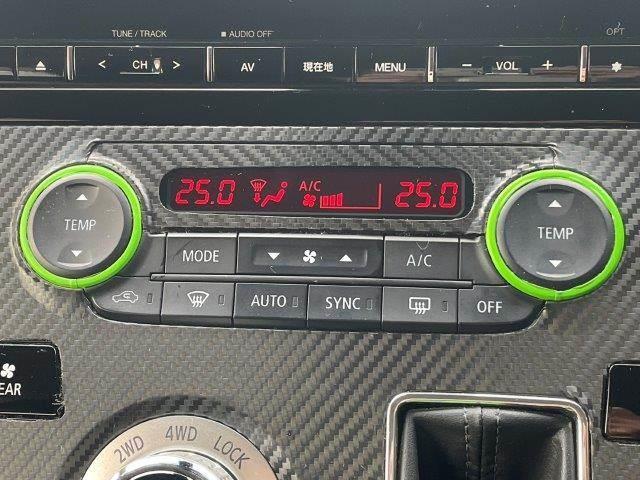 TUNE / TRACK
AUDIO OFF
OPT
< CH >
AV
現在地
MENU
- VOL +
25.0
A/C
25.0
TEMP
TEMP
MODE
A/C
AUTO
SYNC
OFF
EAR
2WD
4WD
LOCK